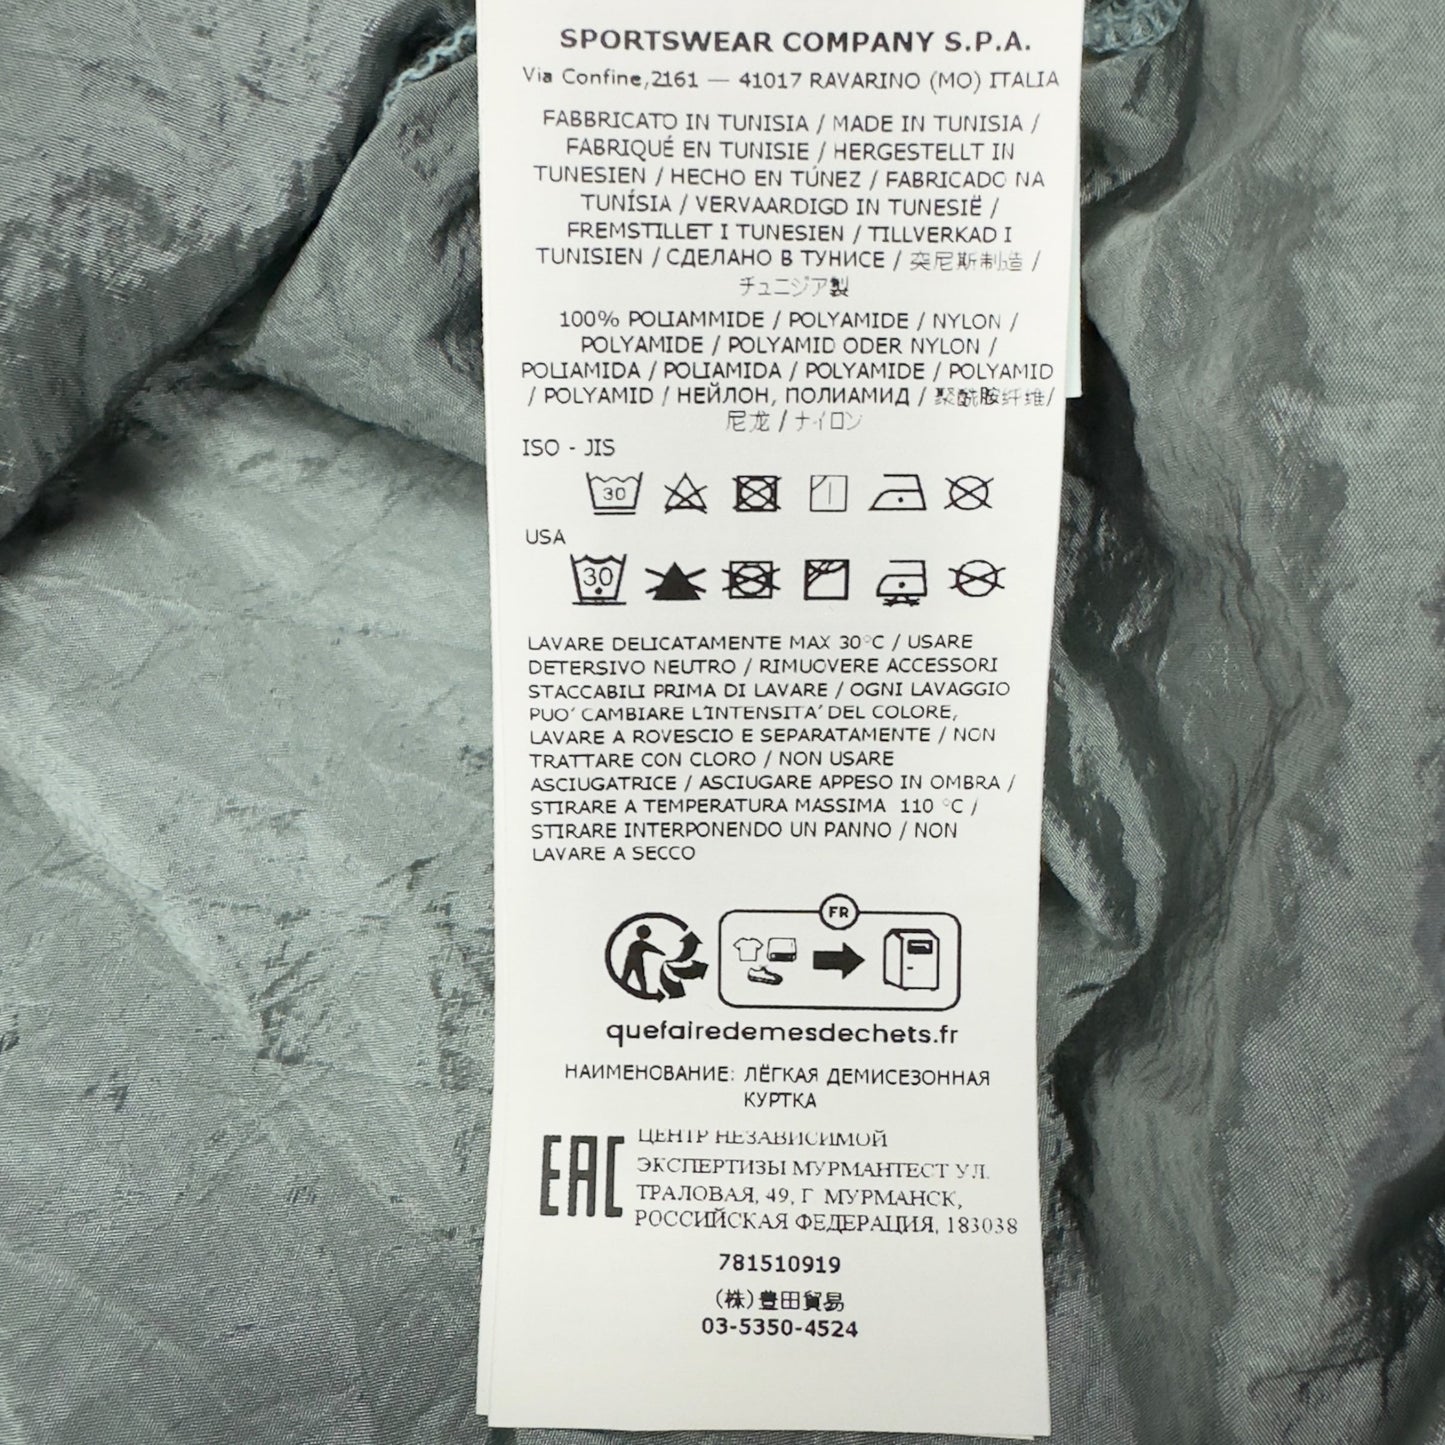 SPORTSWEAR COMPANY S.P.A.
Via Confine,2161 — 41017 RAVARINO (MO) ITALIA
FABBRICATO IN TUNISIA / MADE IN TUNISIA /
FABRIQUÉ EN TUNISIE / HERGESTELLT IN
TUNESIEN / HECHO EN TÚNEZ / FABRICADO NA
TUNÍSIA / VERVAARDIGD IN TUNESIË /
FREMSTILLET I TUNESIEN / TILLVERKAD I
TUNISIEN / СДЕЛАНО В ТУНИСЕ / 突尼斯制造 /
チュニジア製
100% POLIAMMIDE / POLYAMIDE / NYLON /
POLYAMIDE / POLYAMID ODER NYLON /
POLIAMIDA / POLIAMIDA / POLYAMIDE / POLYAMID
/ POLYAMID / НЕЙЛОН, ПОЛИАМИД / 聚酰胺纤维/
尼龙 / ナイロン
ISO - JIS
30
USA
30
LAVARE DELICATAMENTE MAX 30°C / USARE
DETERSIVO NEUTRO / RIMUOVERE ACCESSORI
STACCABILI PRIMA DI LAVARE / OGNI LAVAGGIO
PUO' CAMBIARE L'INTENSITA' DEL COLORE,
LAVARE A ROVESCIO E SEPARATAMENTE / NON
TRATTARE CON CLORO / NON USARE
ASCIUGATRICE / ASCIUGARE APPESO IN OMBRA /
STIRARE A TEMPERATURA MASSIMA 110 °C /
STIRARE INTERPONENDO UN PANNO / NON
LAVARE A SECCO
FR
quefairedemesdechets.fr
НАИМЕНОВАНИЕ: ЛЁГКАЯ ДЕМИСЕЗОННАЯ
КУРТКА
EAC
ЦЕНТР НЕЗАВИСИМОЙ
ЭКСПЕРТИЗЫ МУРМАНТЕСТ УЛ.
ТРАЛОВАЯ, 49, Г. МУРМАНСК,
РОССИЙСКАЯ ФЕДЕРАЦИЯ, 183038
781510919
(株)豊田貿易
03-5350-4524